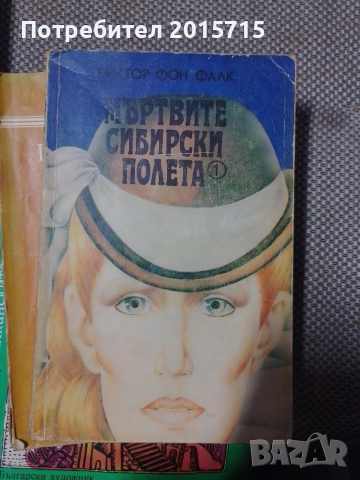 Потребител 2015715
ВИКТОР ФОН ФАЛК
МЪРТВИТЕ
СИБИРСКИ
ПОЛЕТА 1
Български художник
BAZAR